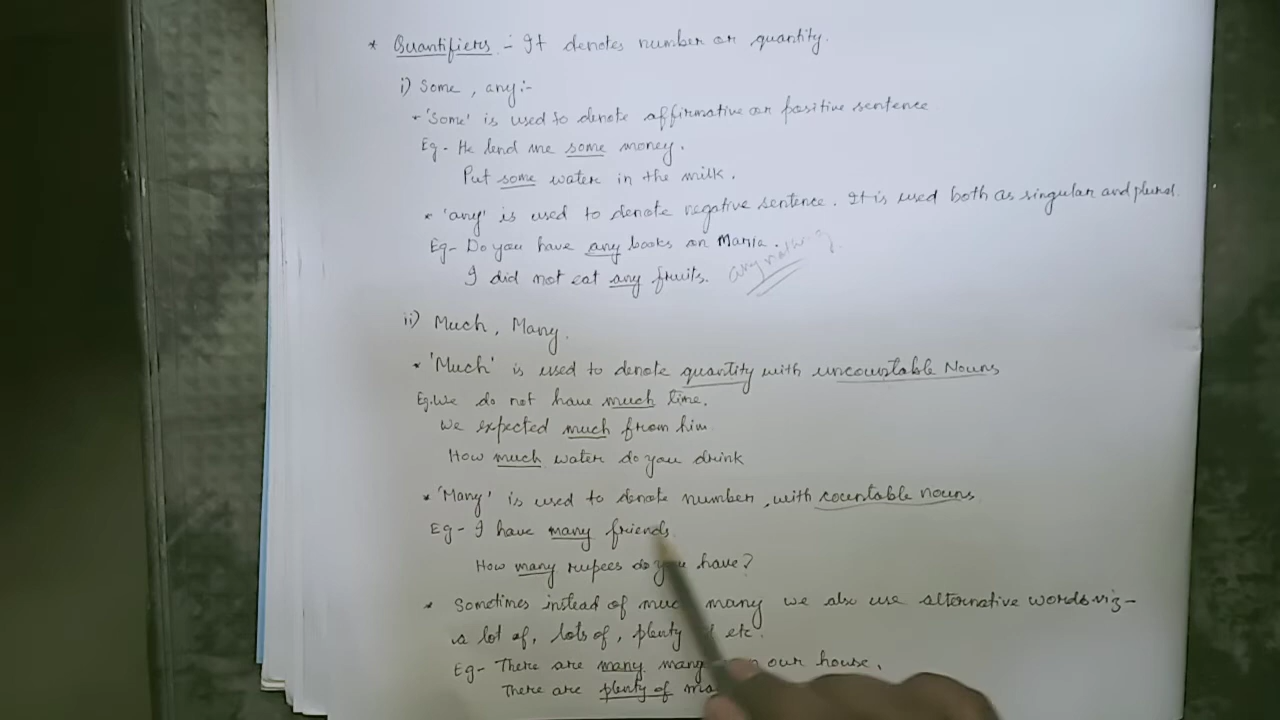 * Quantifiers :- It denotes number or quantity.
i) Some, any:-
* 'Some' is used to denote affirmative or positive sentence
Eg - He lend me some money.
Put some water in the milk.
* 'any' is used to denote negative sentence. It is used both as singular and plural.
Eg - Do you have any books on Maria.
I did not eat any fruits.
ii) Much, Many.
* 'Much' is used to denote quantity with uncountable Nouns
Eg. We do not have much time.
We expected much from him
How much water do you drink
* 'Many' is used to denote number, with countable nouns
Eg - I have many friends.
How many rupees do you have?
* Sometimes instead of much many we also use alternative words viz -
a lot of, lots of, plenty etc.
Eg - There are many our house.
There are plenty of